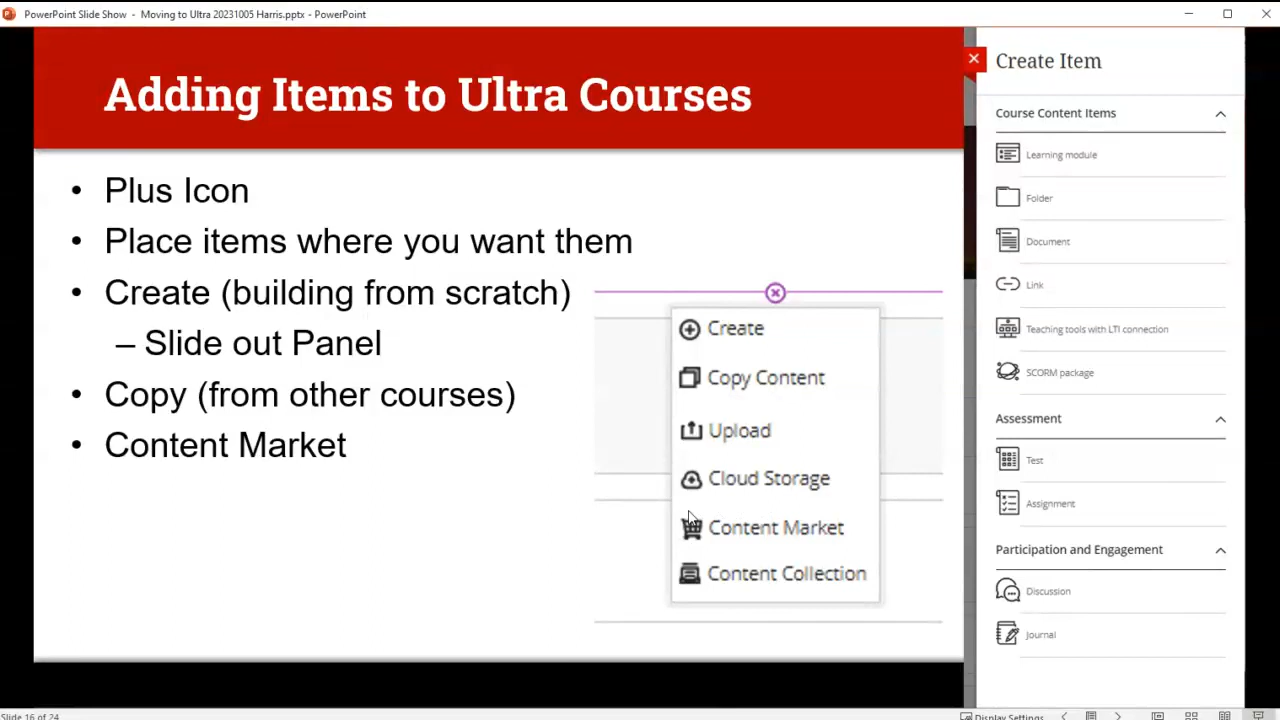 PowerPoint Slide Show - Moving to Ultra 20231005 Harris.pptx - PowerPoint
Adding Items to Ultra Courses
• Plus Icon
• Place items where you want them
• Create (building from scratch)
– Slide out Panel
• Copy (from other courses)
• Content Market
Create
Copy Content
Upload
Cloud Storage
Content Market
Content Collection
Create Item
Course Content Items
Learning module
Folder
Document
Link
Teaching tools with LTI connection
SCORM package
Assessment
Test
Assignment
Participation and Engagement
Discussion
Journal
Slide 16 of 24
Display Settings